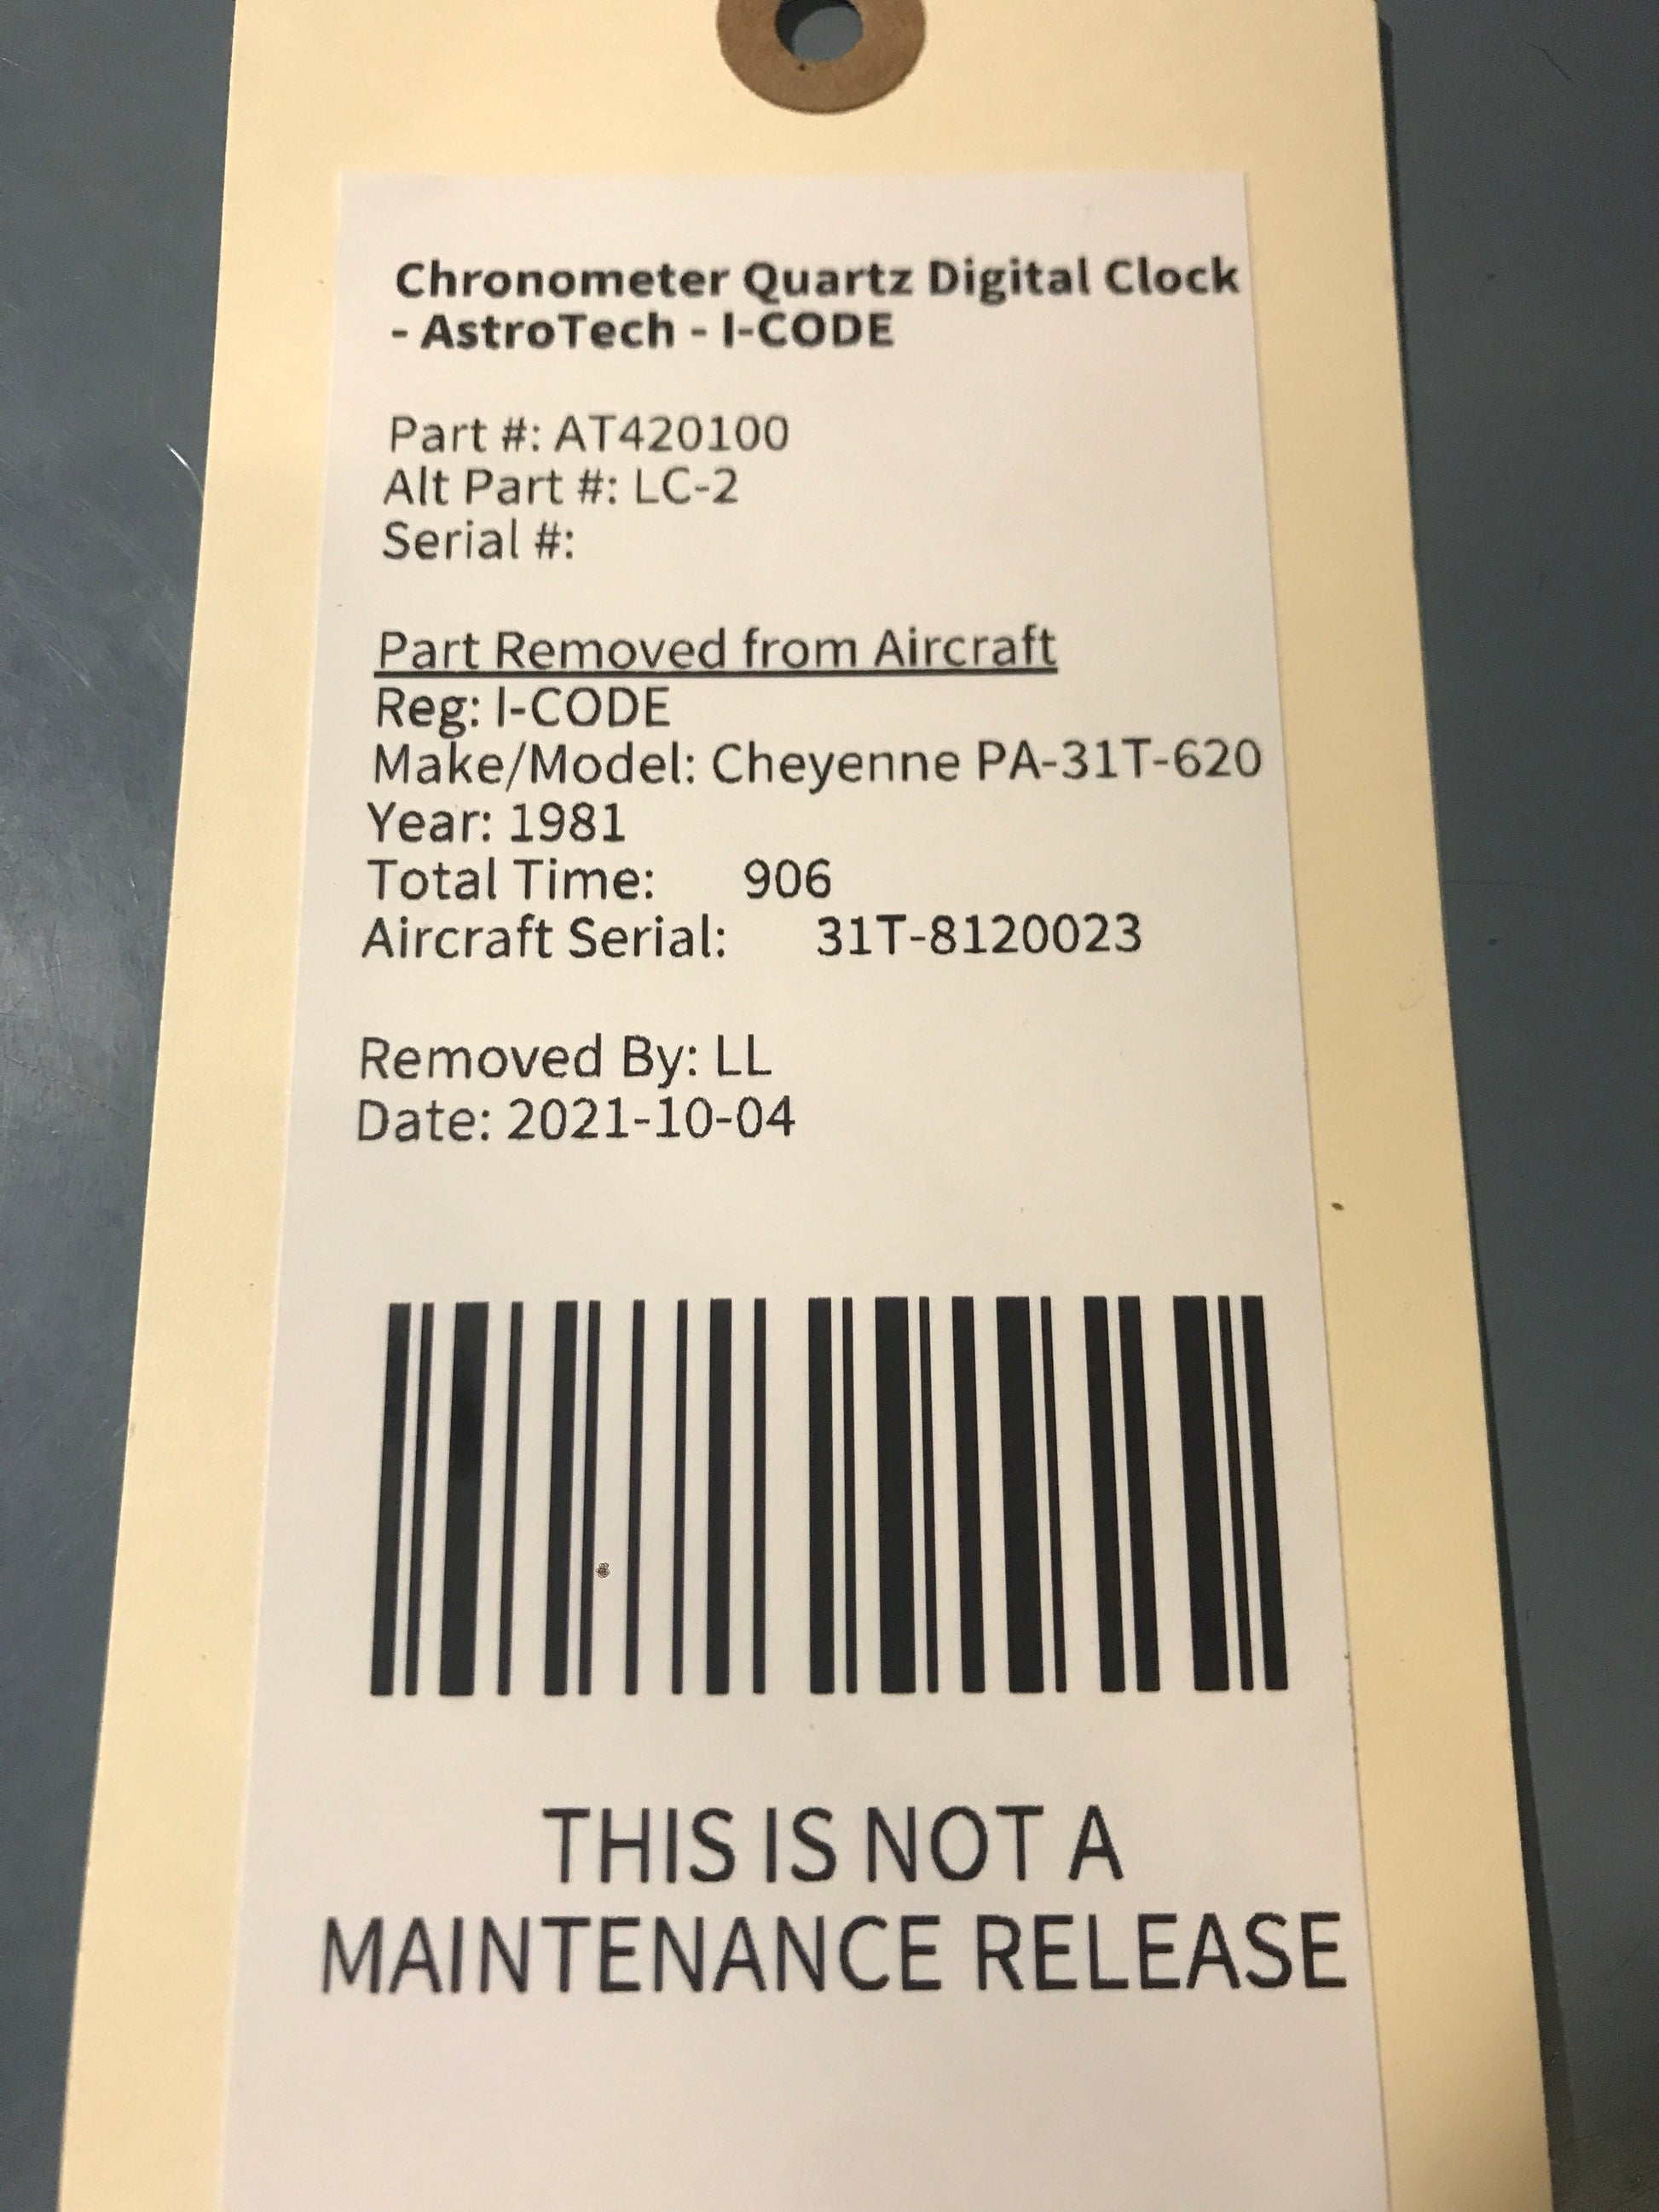 Chronometer Quartz Digital Clock
- AstroTech - I-CODE
Part #: AT420100
Alt Part #: LC-2
Serial #:
Part Removed from Aircraft
Reg: I-CODE
Make/Model: Cheyenne PA-31T-620
Year: 1981
Total Time: 906
Aircraft Serial: 31T-8120023
Removed By: LL
Date: 2021-10-04
THIS IS NOT A
MAINTENANCE RELEASE